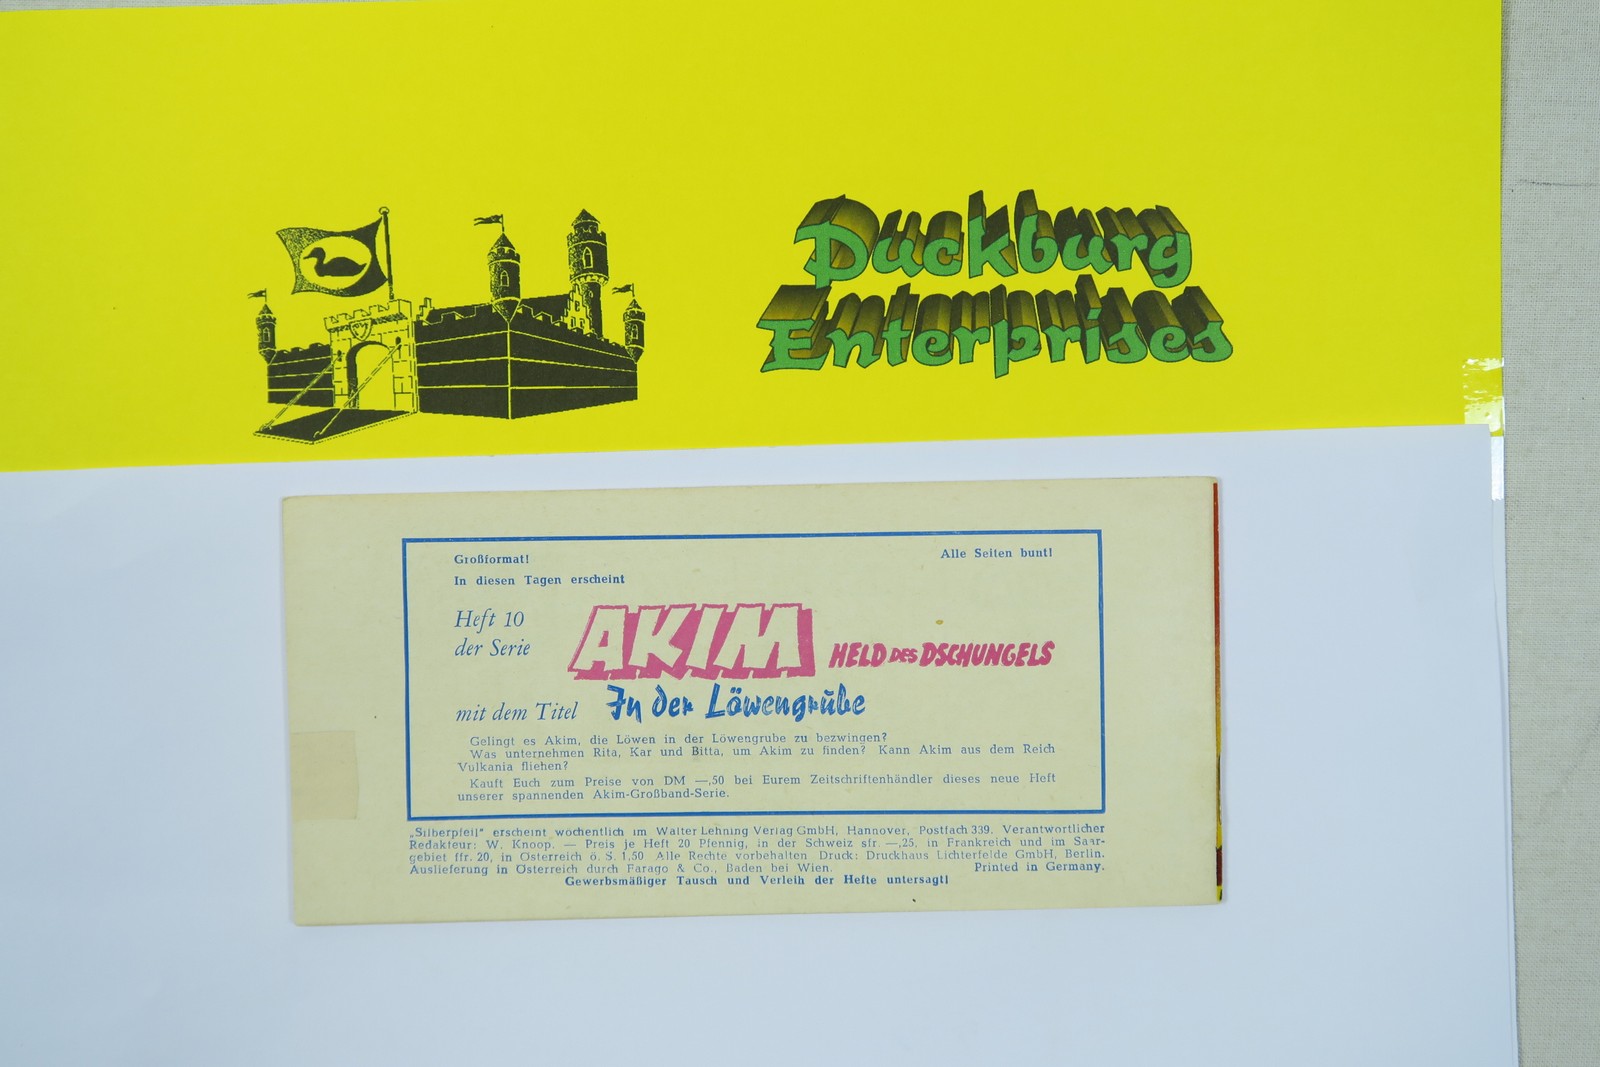 Duckburg
Enterprises
Großformat!
Alle Seiten bunt!
In diesen Tagen erscheint
Heft 10
der Serie
AKIM
HELD DES DSCHUNGELS
mit dem Titel
In der Löwengrube
Gelingt es Akim, die Löwen in der Löwengrube zu bezwingen?
Was unternehmen Rita, Kar und Bitta, um Akim zu finden? Kann Akim aus dem Reich
Vulkania fliehen?
Kauft Euch zum Preise von DM —,50 bei Eurem Zeitschriftenhändler dieses neue Heft
unserer spannenden Akim-Großband-Serie.
„Silberpfeil" erscheint wöchentlich im Walter Lehning Verlag GmbH, Hannover, Postfach 339. Verantwortlicher
Redakteur: W. Knoop. — Preis je Heft 20 Pfennig, in der Schweiz sfr. —,25, in Frankreich und im Saar-
gebiet ffr. 20, in Österreich ö. S. 1,50 Alle Rechte vorbehalten Druck: Druckhaus Lichterfelde GmbH, Berlin.
Auslieferung in Österreich durch Farago & Co., Baden bei Wien. Printed in Germany.
Gewerbsmäßiger Tausch und Verleih der Hefte untersagt!